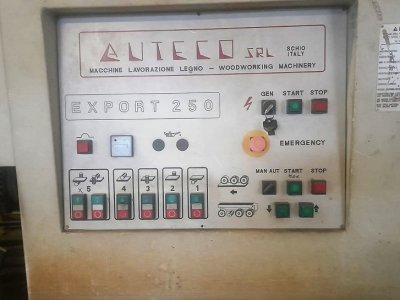 AUTECO SRL
SCHIO
ITALY
MACCHINE LAVORAZIONE LEGNO - WOODWORKING MACHINERY
EXPORT 250
GEN START STOP
EMERGENCY
MAN AUT START STOP
5 4 3 2 1